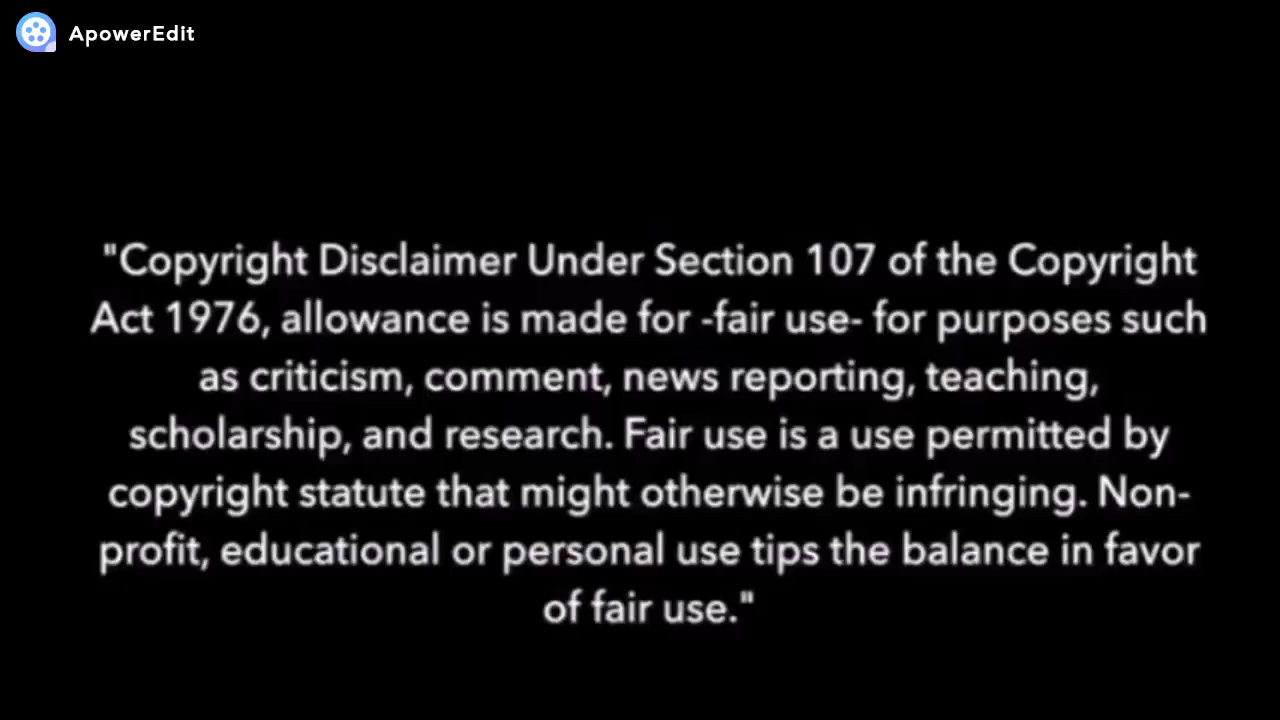 ApowerEdit
"Copyright Disclaimer Under Section 107 of the Copyright
Act 1976, allowance is made for -fair use- for purposes such
as criticism, comment, news reporting, teaching,
scholarship, and research. Fair use is a use permitted by
copyright statute that might otherwise be infringing. Non-
profit, educational or personal use tips the balance in favor
of fair use."